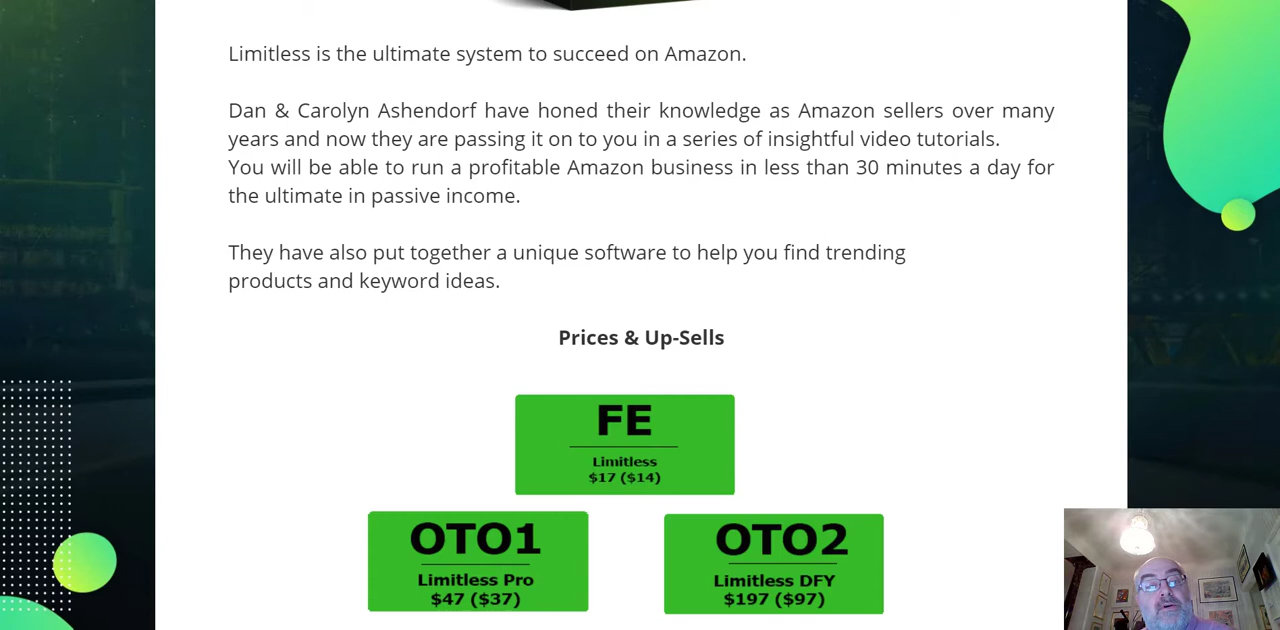 Limitless is the ultimate system to succeed on Amazon.
Dan & Carolyn Ashendorf have honed their knowledge as Amazon sellers over many
years and now they are passing it on to you in a series of insightful video tutorials.
You will be able to run a profitable Amazon business in less than 30 minutes a day for
the ultimate in passive income.
They have also put together a unique software to help you find trending
products and keyword ideas.
Prices & Up-Sells
FE
Limitless
$17 ($14)
OTO1
Limitless Pro
$47 ($37)
OTO2
Limitless DFY
$197 ($97)